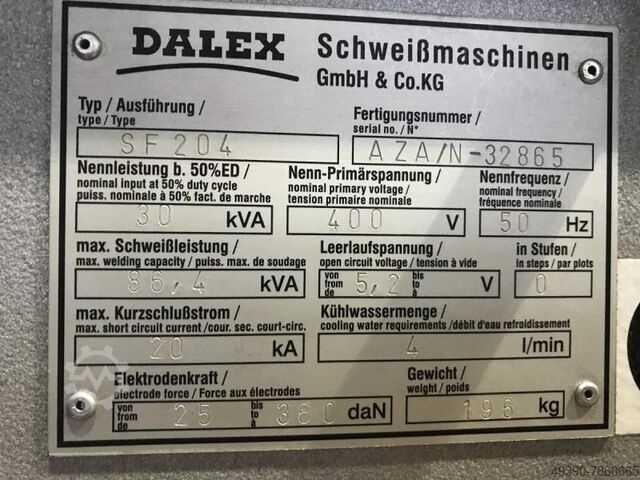 DALEX Schweißmaschinen
GmbH & Co.KG
Typ / Ausführung /
type / Type
SF 204
Fertigungsnummer /
serial no. / N°
AZA/N-32865
Nennleistung b. 50%ED /
nominal input at 50% duty cycle
puiss. nominale à 50% fact. de marche
30 kVA
Nenn-Primärspannung /
nominal primary voltage /
tension primaire nominale
400 V
Nennfrequenz /
nominal frequency /
fréquence nominale
50 Hz
max. Schweißleistung /
max. welding capacity / puiss. max. de soudage
86,4 kVA
Leerlaufspannung /
open circuit voltage / tension à vide
von bis
from to
de 5,2 à V
in Stufen /
in steps / par plots
0
max. Kurzschlußstrom /
max. short circuit current /cour. sec. court-circ.
20 kA
Kühlwassermenge /
cooling water requirements /débit d'eau refroidissement
4 l/min
Elektrodenkraft /
electrode force / Force aux électrodes
von bis
from 25 to 360 daN
de à
Gewicht /
weight / poids
196 kg
49390-7860665